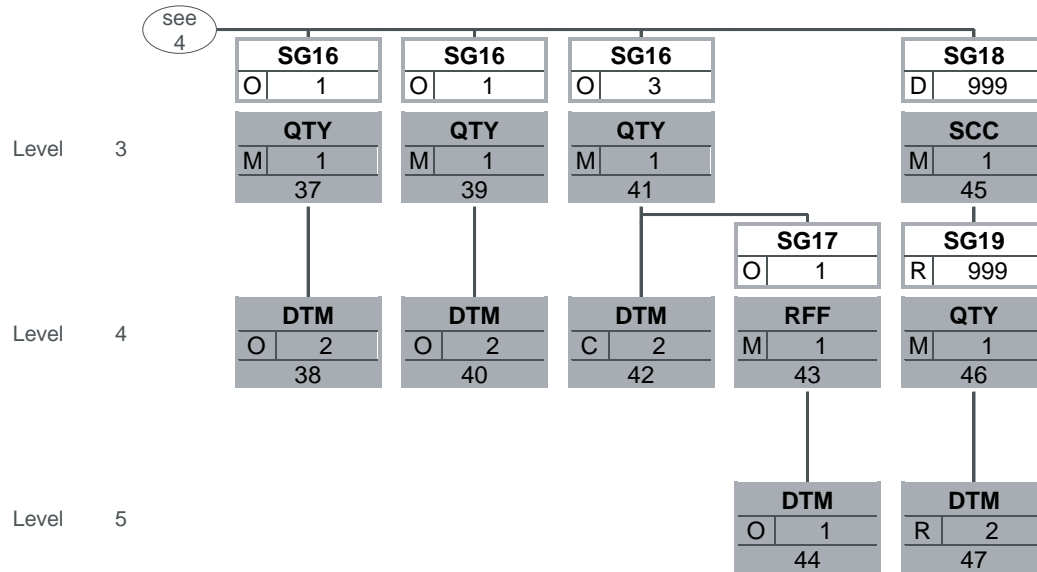 see
4
SG16 SG16 SG16 SG18
O 1 O 1 O 3 D 999
QTY QTY QTY SCC
Level 3 M 1 M 1 M 1 M 1
37 39 41 45
SG17 SG19
O 1 R 999
DTM DTM DTM RFF QTY
Level 4 O 2 O 2 C 2 M 1 M 1
38 40 42 43 46
DTM DTM
Level 5 O 1 R 2
44 47